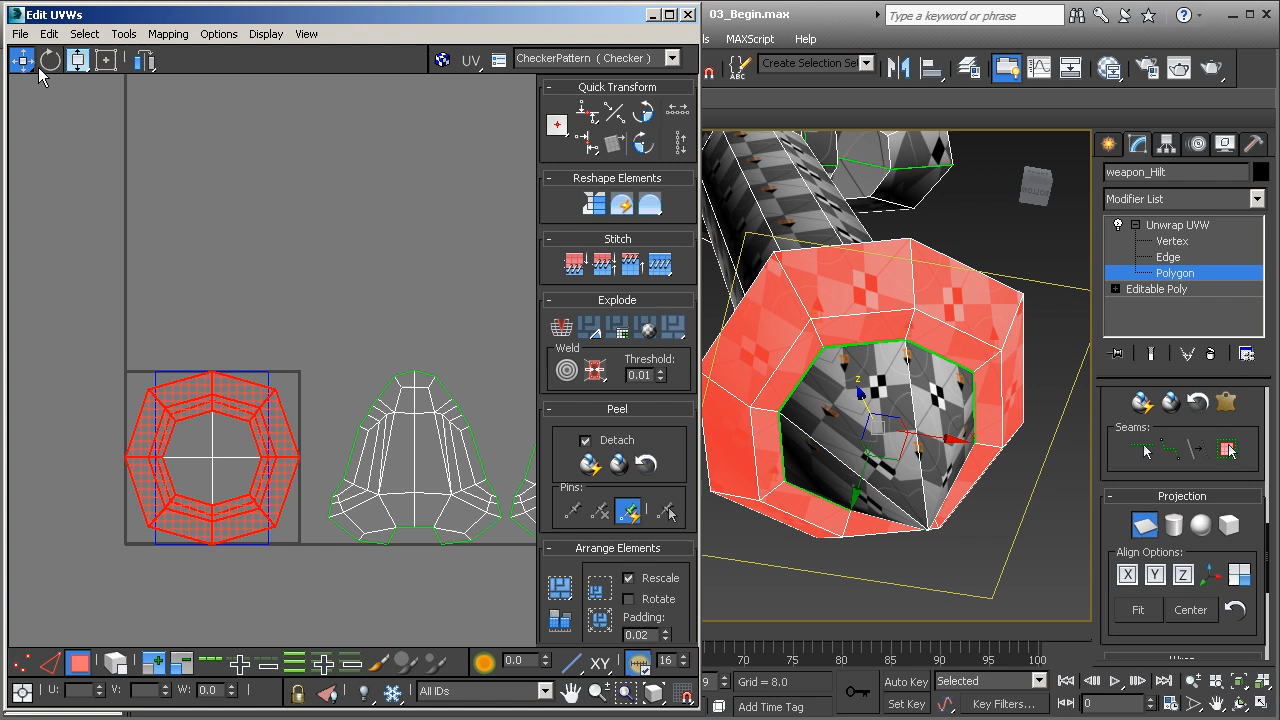 Edit UVWs
File Edit Select Tools Mapping Options Display View
UV CheckerPattern ( Checker )
Quick Transform
Reshape Elements
Stitch
Explode
Weld
Threshold:
0.01
Peel
Detach
Pins:
Arrange Elements
Rescale
Rotate
Padding:
0.02
0.0 XY 16
U: V: W: 0.0 All IDs
03_Begin.max
Type a keyword or phrase
MAXScript Help
ABC Create Selection Se
z
BOTTOM
70 75 80 85 90 95 100
Grid = 8.0
Add Time Tag
Auto Key Selected
Set Key Key Filters...
0
weapon_Hilt
Modifier List
Unwrap UVW
Vertex
Edge
Polygon
Editable Poly
Seams:
Projection
Align Options:
X Y Z
Fit Center